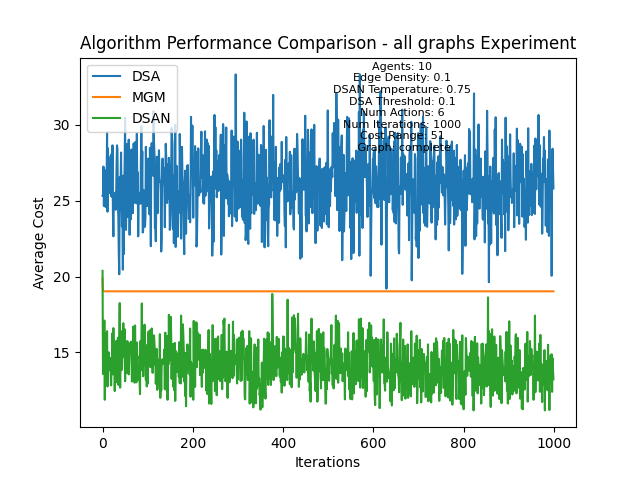 Algorithm Performance Comparison - all graphs Experiment
DSA
MGM
DSAN
Agents: 10
Edge Density: 0.1
DSAN Temperature: 0.75
DSA Threshold: 0.1
Num Actions: 6
Num Iterations: 1000
Cost Range: 51
Graph: complete
Average Cost
30
25
20
15
0 200 400 600 800 1000
Iterations